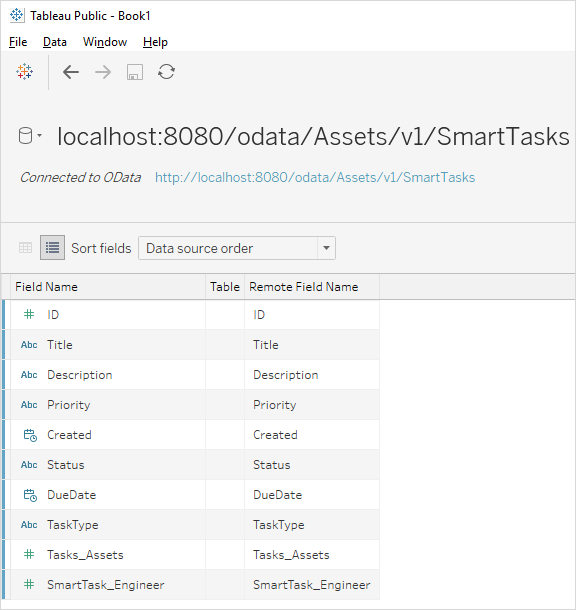 Tableau Public - Book1
File Data Window Help
localhost:8080/odata/Assets/v1/SmartTasks
Connected to OData http://localhost:8080/odata/Assets/v1/SmartTasks
Sort fields Data source order
Field Name Table Remote Field Name
# ID ID
Abc Title Title
Abc Description Description
Abc Priority Priority
Created Created
Abc Status Status
DueDate DueDate
Abc TaskType TaskType
# Tasks_Assets Tasks_Assets
# SmartTask_Engineer SmartTask_Engineer